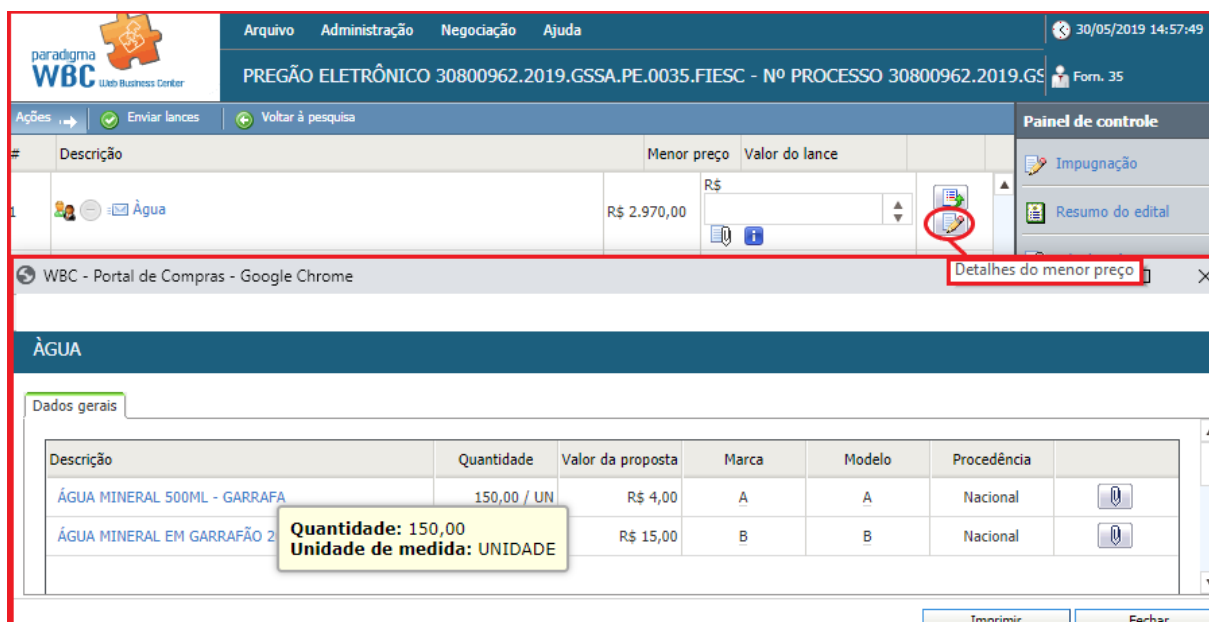 Arquivo Administração Negociação Ajuda
30/05/2019 14:57:49
paradigma
WBC Web Business Center
PREGÃO ELETRÔNICO 30800962.2019.GSSA.PE.0035.FIESC - Nº PROCESSO 30800962.2019.GS
Forn. 35
Ações Enviar lances Voltar à pesquisa
Painel de controle
# Descrição Menor preço Valor do lance
Impugnação
1 Àgua R$ 2.970,00 R$
Resumo do edital
Detalhes do menor preço
WBC - Portal de Compras - Google Chrome
ÀGUA
Dados gerais
Descrição Quantidade Valor da proposta Marca Modelo Procedência
ÁGUA MINERAL 500ML - GARRAFA 150,00 / UN R$ 4,00 A A Nacional
ÁGUA MINERAL EM GARRAFÃO 2 R$ 15,00 B B Nacional
Quantidade: 150,00
Unidade de medida: UNIDADE
Imprimir Fechar